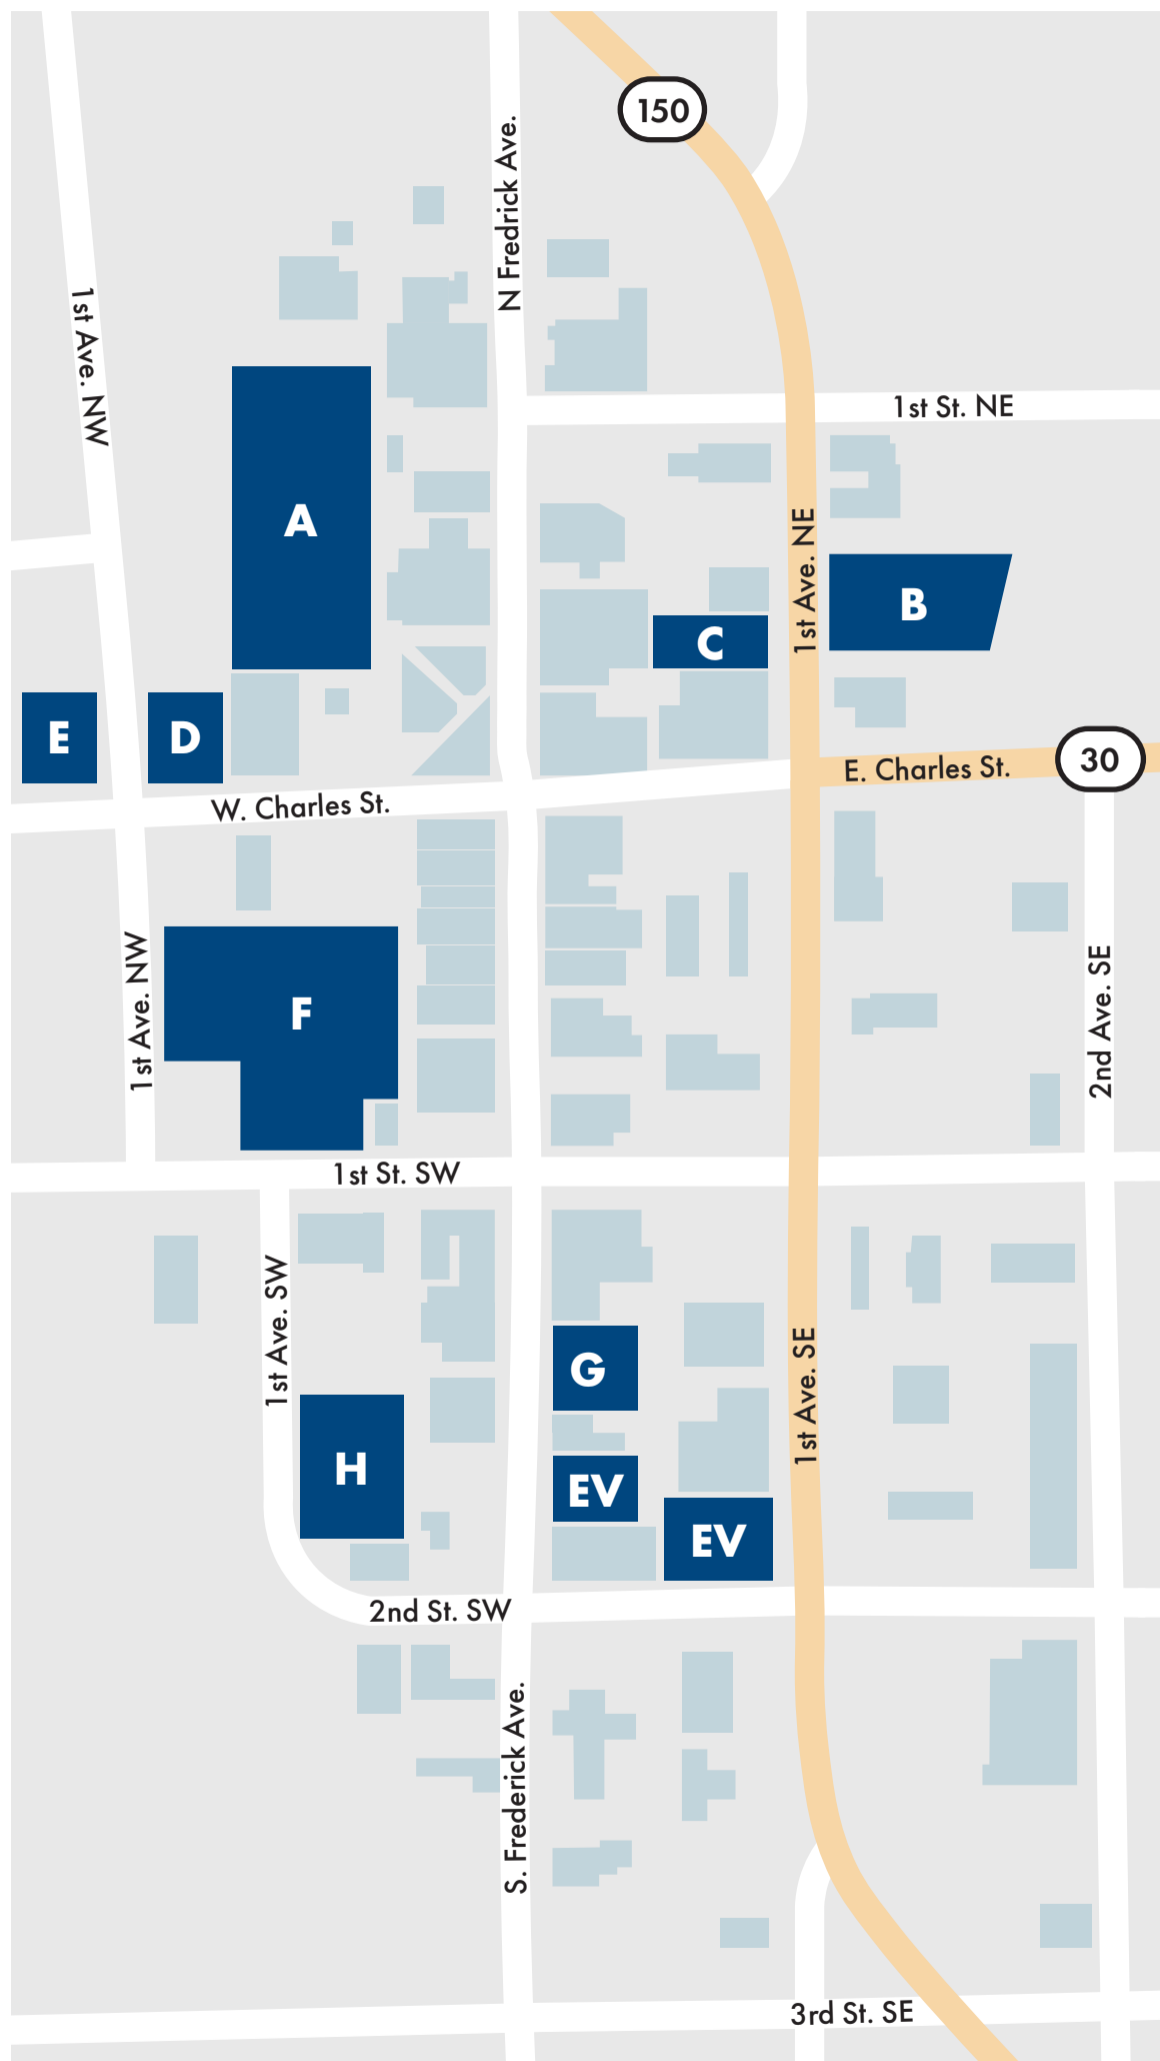 150
N Fredrick Ave.
1st Ave. NW
1st St. NE
A
1st Ave. NE
B
C
E
D
E. Charles St.
30
W. Charles St.
1st Ave. NW
F
2nd Ave. SE
1st St. SW
1st Ave. SW
G
1st Ave. SE
H
EV
EV
2nd St. SW
S. Frederick Ave.
3rd St. SE